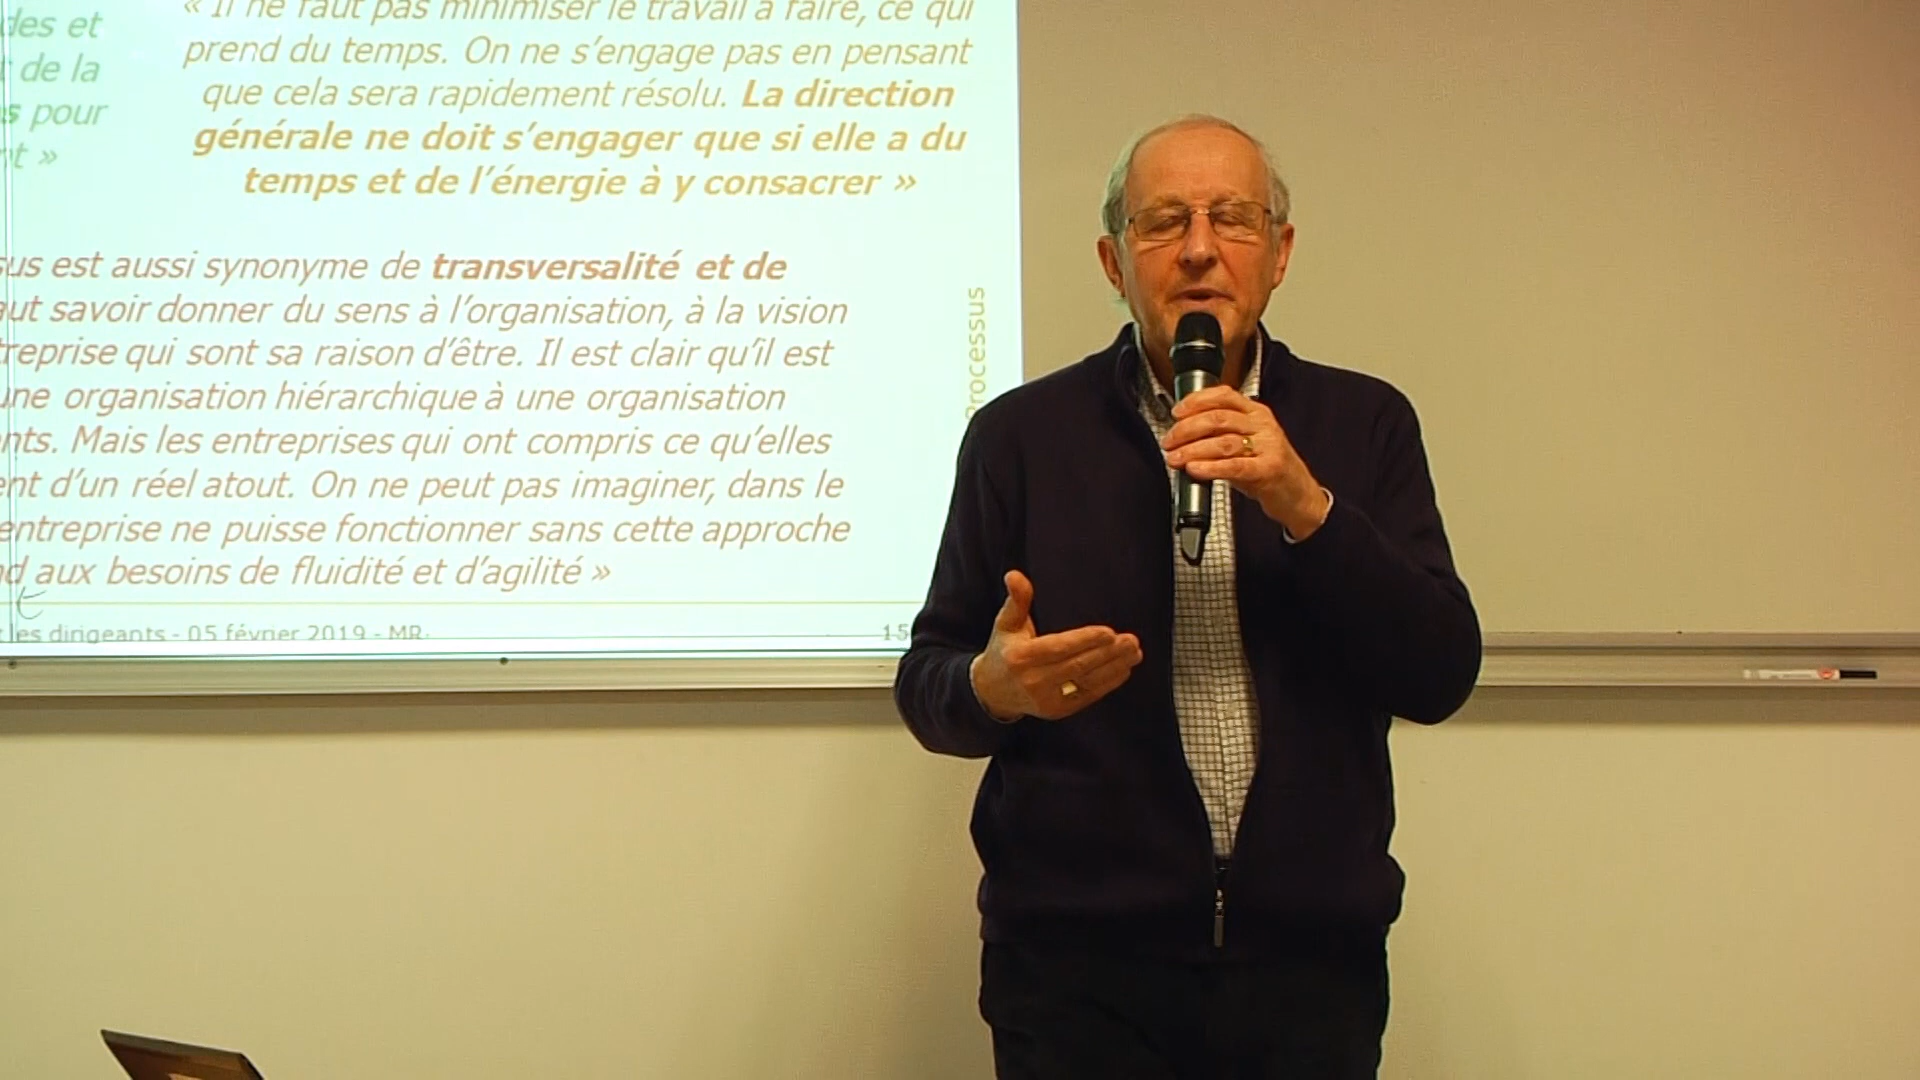 des et
de la
pour
nt »
« Il ne faut pas minimiser le travail à faire, ce qui
prend du temps. On ne s’engage pas en pensant
que cela sera rapidement résolu. La direction
générale ne doit s’engager que si elle a du
temps et de l’énergie à y consacrer »
sus est aussi synonyme de transversalité et de
aut savoir donner du sens à l’organisation, à la vision
treprise qui sont sa raison d’être. Il est clair qu’il est
une organisation hiérarchique à une organisation
nts. Mais les entreprises qui ont compris ce qu’elles
ent d’un réel atout. On ne peut pas imaginer, dans le
entreprise ne puisse fonctionner sans cette approche
nd aux besoins de fluidité et d’agilité »
Processus
les dirigeants - 05 février 2019 - MR
15